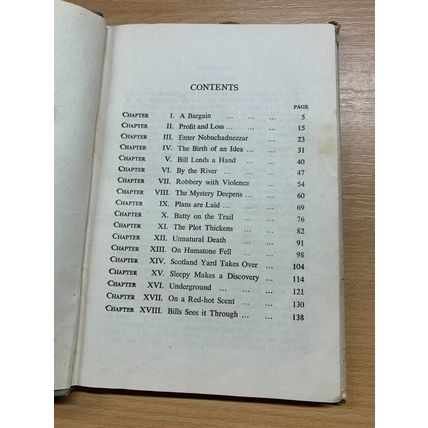 CONTENTS
PAGE
CHAPTER I. A Bargain ... ... ... 5
CHAPTER II. Profit and Loss ... ... ... 15
CHAPTER III. Enter Nebuchadnezzar ... 23
CHAPTER IV. The Birth of an Idea ... ... 31
CHAPTER V. Bill Lends a Hand ... ... 40
CHAPTER VI. By the River ... ... ... 47
CHAPTER VII. Robbery with Violence ... 54
CHAPTER VIII. The Mystery Deepens ... ... 60
CHAPTER IX. Plans are Laid ... ... ... 69
CHAPTER X. Batty on the Trail ... ... 76
CHAPTER XI. The Plot Thickens ... ... 82
CHAPTER XII. Unnatural Death ... ... 91
CHAPTER XIII. On Humstone Fell ... ... 98
CHAPTER XIV. Scotland Yard Takes Over ... 104
CHAPTER XV. Sleepy Makes a Discovery ... 114
CHAPTER XVI. Underground ... ... ... 121
CHAPTER XVII. On a Red-hot Scent ... ... 130
CHAPTER XVIII. Bills Sees it Through ... ... 138